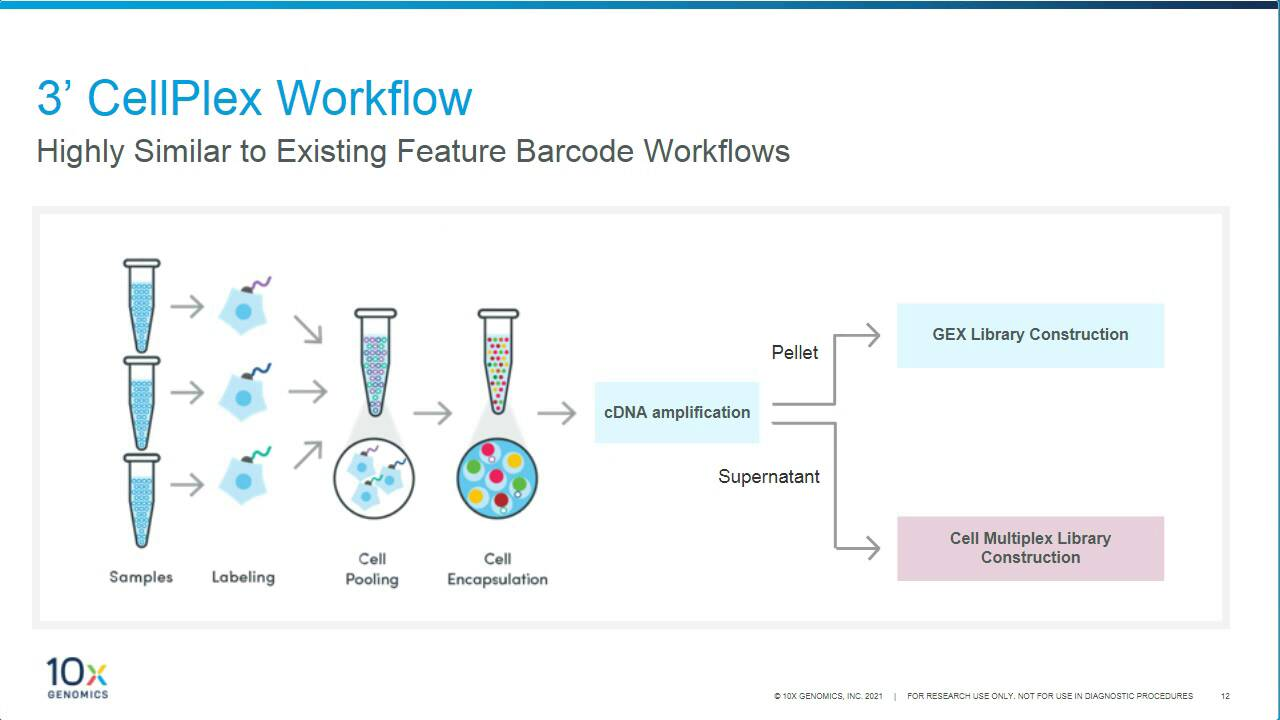 3’ CellPlex Workflow
Highly Similar to Existing Feature Barcode Workflows
Samples
Labeling
Cell
Pooling
Cell
Encapsulation
cDNA amplification
Pellet
Supernatant
GEX Library Construction
Cell Multiplex Library
Construction
10x
GENOMICS
© 10X GENOMICS, INC. 2021 | FOR RESEARCH USE ONLY. NOT FOR USE IN DIAGNOSTIC PROCEDURES 12